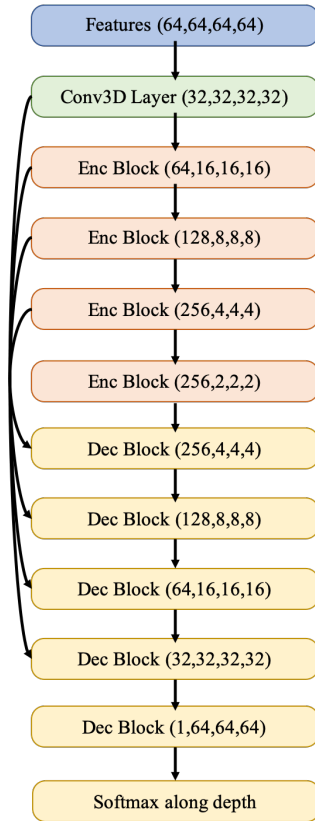 Features (64,64,64,64)
Conv3D Layer (32,32,32,32)
Enc Block (64,16,16,16)
Enc Block (128,8,8,8)
Enc Block (256,4,4,4)
Enc Block (256,2,2,2)
Dec Block (256,4,4,4)
Dec Block (128,8,8,8)
Dec Block (64,16,16,16)
Dec Block (32,32,32,32)
Dec Block (1,64,64,64)
Softmax along depth